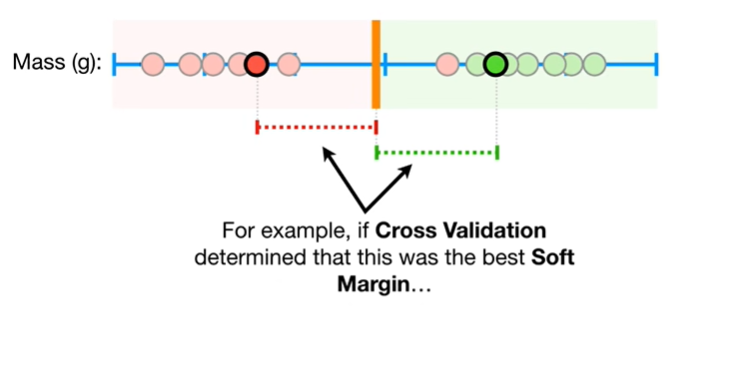 Mass (g):
For example, if Cross Validation
determined that this was the best Soft
Margin...